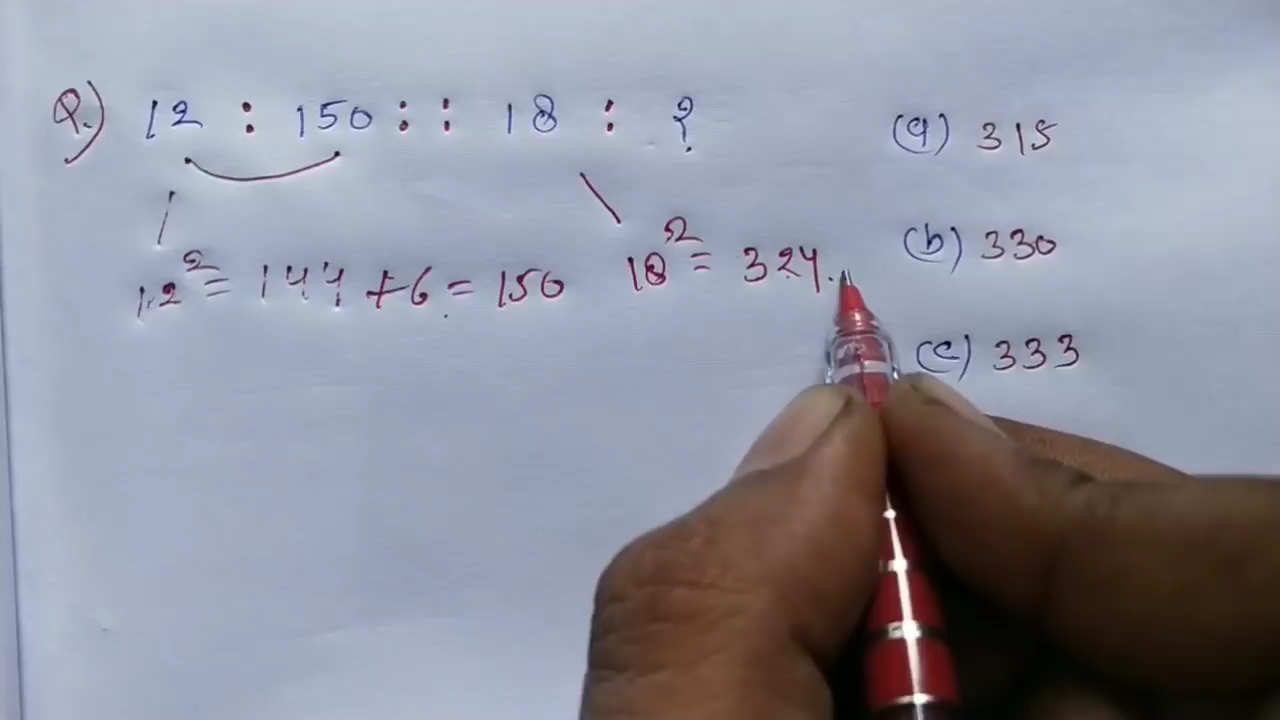 Q.) 12 : 150 :: 18 : ?
(a) 315
(b) 330
12² = 144 + 6 = 150
18² = 324
(c) 333